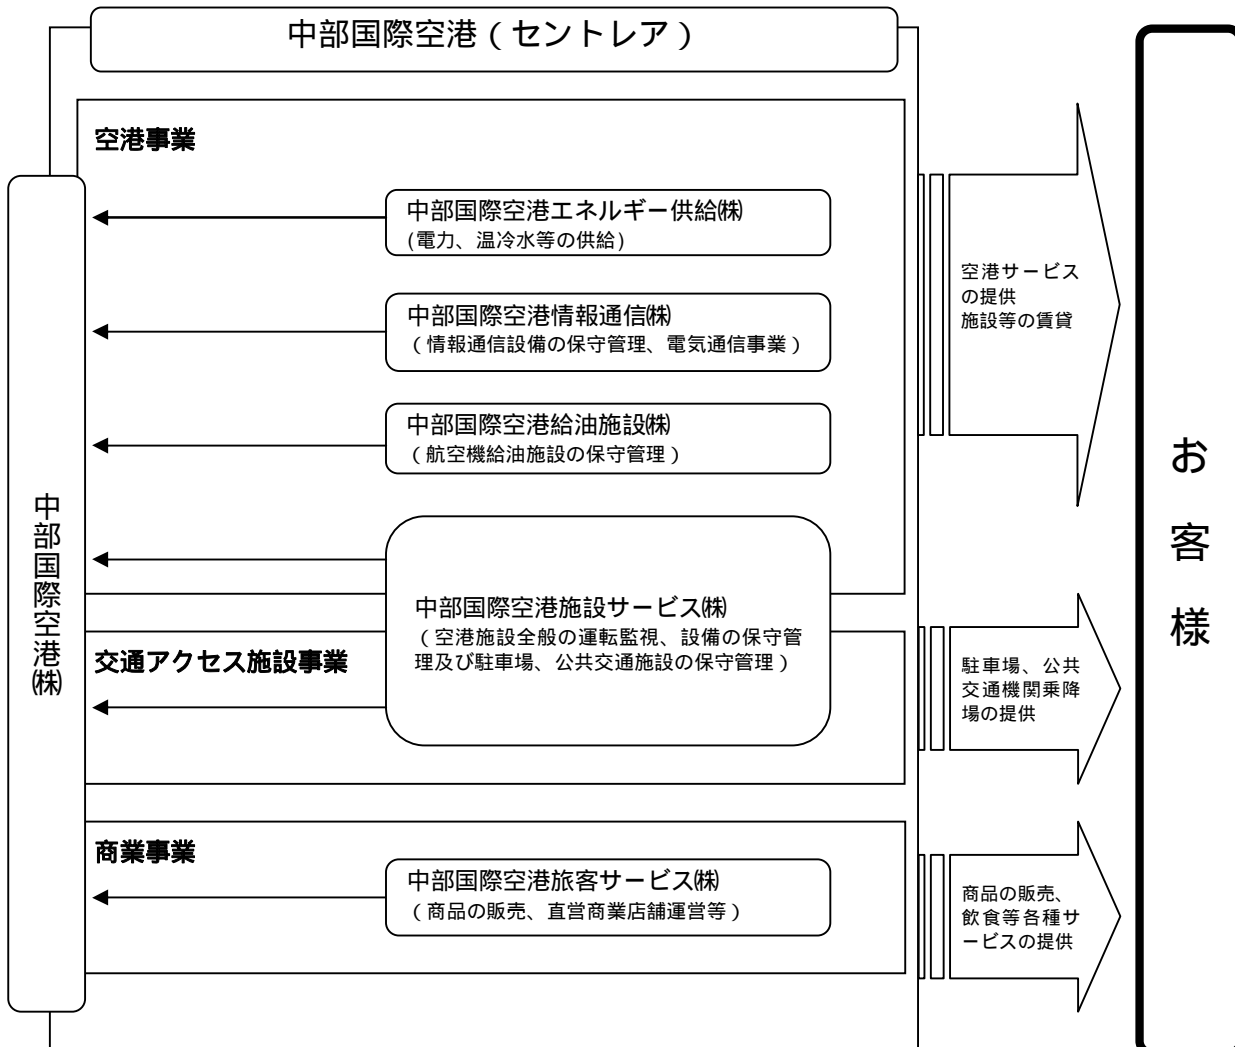 中部国際空港（セントレア）
空港事業
中部国際空港エネルギー供給㈱
(電力、温冷水等の供給)
中部国際空港情報通信㈱
（情報通信設備の保守管理、電気通信事業）
中部国際空港給油施設㈱
（航空機給油施設の保守管理）
中部国際空港施設サービス㈱
（空港施設全般の運転監視、設備の保守管
理及び駐車場、公共交通施設の保守管理）
交通アクセス施設事業
商業事業
中部国際空港旅客サービス㈱
（商品の販売、直営商業店舗運営等）
中部国際空港㈱
空港サービス
の提供
施設等の賃貸
駐車場、公共
交通機関乗降
場の提供
商品の販売、
飲食等各種サ
ービスの提供
お客様